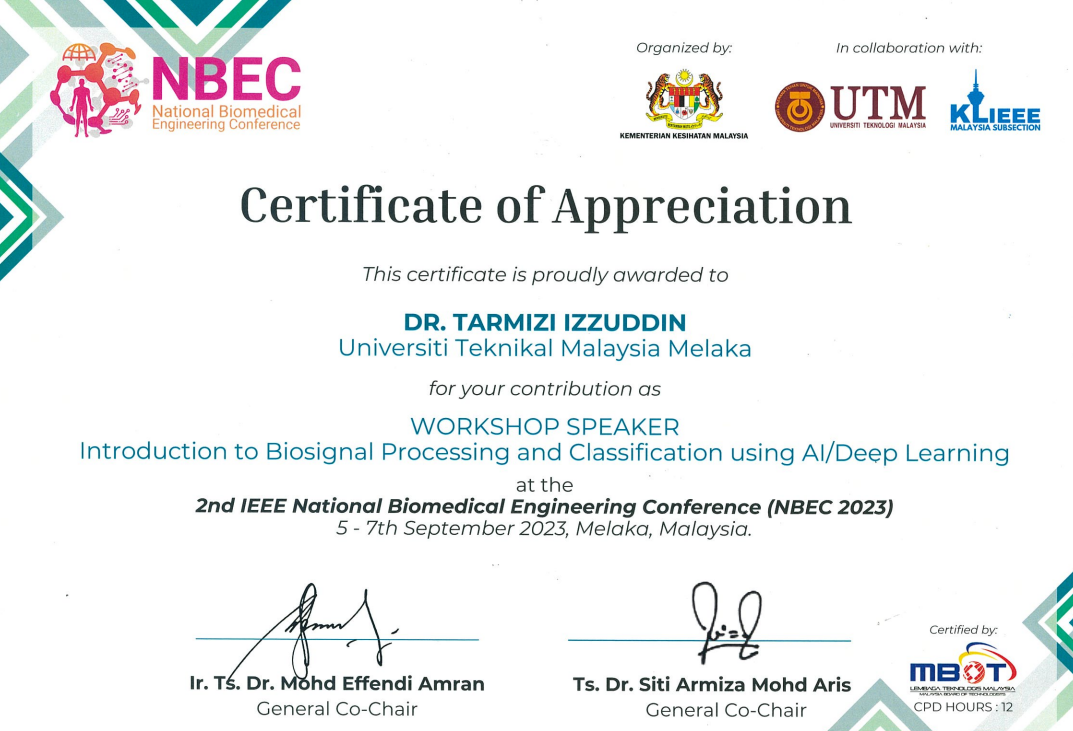 NBEC
National Biomedical
Engineering Conference
Organized by:
KEMENTERIAN KESIHATAN MALAYSIA
In collaboration with:
UTM
UNIVERSITI TEKNOLOGI MALAYSIA
KLIEEE
MALAYSIA SUBSECTION
Certificate of Appreciation
This certificate is proudly awarded to
DR. TARMIZI IZZUDDIN
Universiti Teknikal Malaysia Melaka
for your contribution as
WORKSHOP SPEAKER
Introduction to Biosignal Processing and Classification using AI/Deep Learning
at the
2nd IEEE National Biomedical Engineering Conference (NBEC 2023)
5 - 7th September 2023, Melaka, Malaysia.
Ir. Ts. Dr. Mohd Effendi Amran
General Co-Chair
Ts. Dr. Siti Armiza Mohd Aris
General Co-Chair
Certified by:
MBOT
LEMBAGA TEKNOLOGIS MALAYSIA
MALAYSIA BOARD OF TECHNOLOGISTS
CPD HOURS : 12